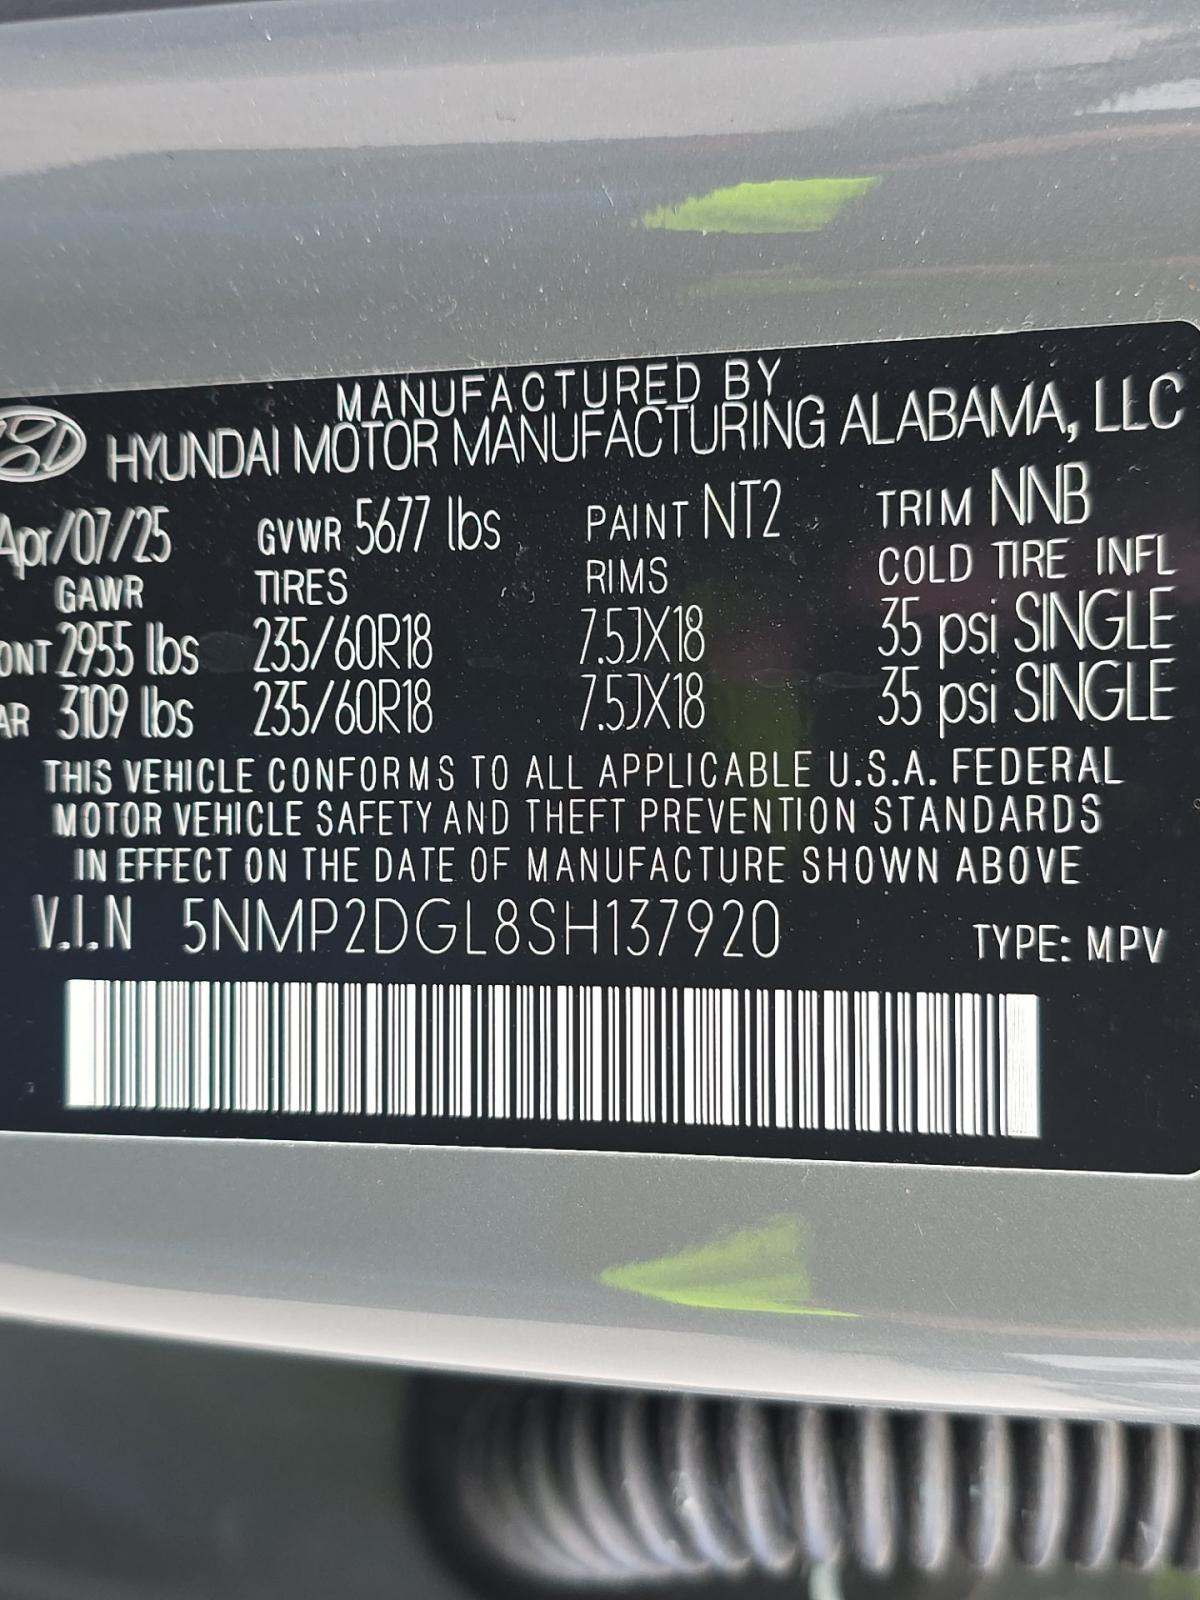 MANUFACTURED BY
HYUNDAI MOTOR MANUFACTURING ALABAMA, LLC
Apr/07/25 GVWR 5677 lbs PAINT NT2 TRIM NNB
GAWR TIRES RIMS COLD TIRE INFL
ONT 2955 lbs 235/60R18 7.5JX18 35 psi SINGLE
AR 3109 lbs 235/60R18 7.5JX18 35 psi SINGLE
THIS VEHICLE CONFORMS TO ALL APPLICABLE U.S.A. FEDERAL
MOTOR VEHICLE SAFETY AND THEFT PREVENTION STANDARDS
IN EFFECT ON THE DATE OF MANUFACTURE SHOWN ABOVE
V.I.N 5NMP2DGL8SH137920 TYPE: MPV